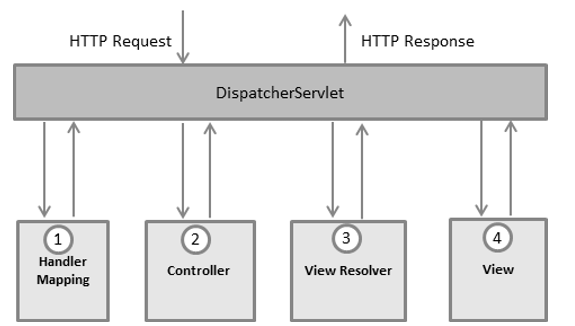 HTTP Request
HTTP Response
DispatcherServlet
1
Handler
Mapping
2
Controller
3
View Resolver
4
View